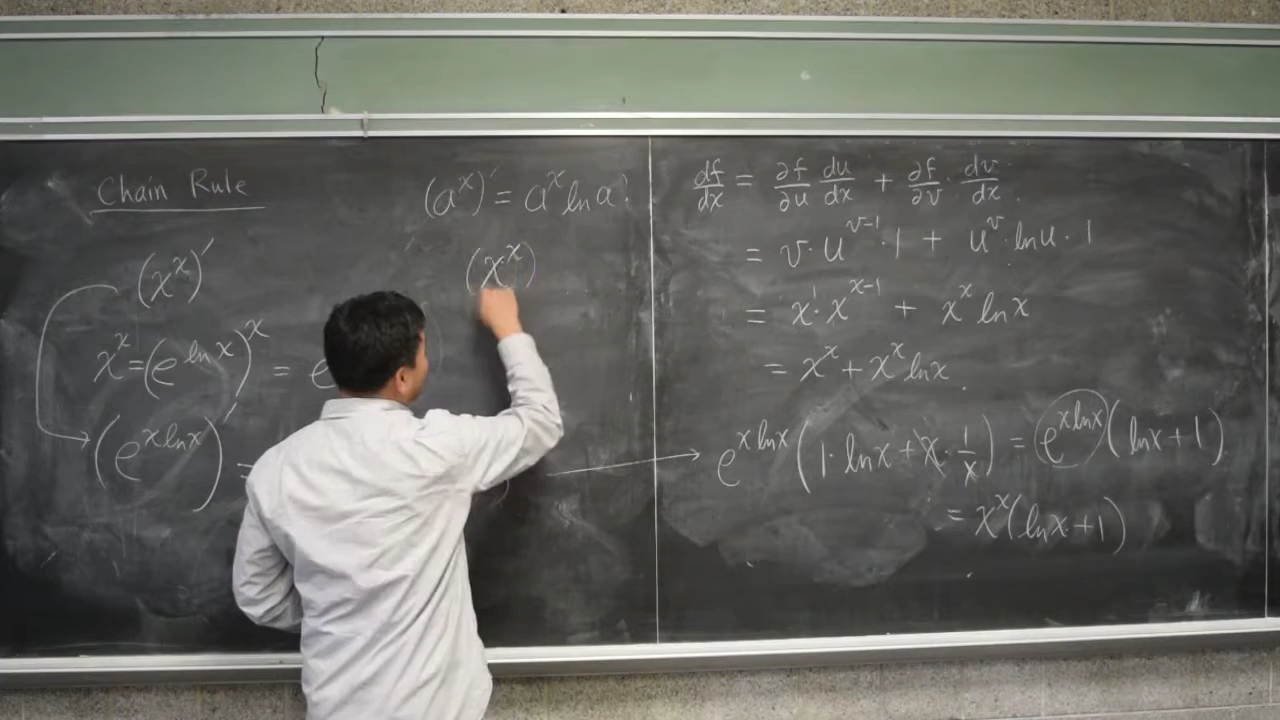 Chain Rule
(x^x)'
x^x = (e^{ln x})^x = e
(e^{x ln x})' =
(a^x)' = a^x ln a.
(x^x)
df/dx = ∂f/∂u du/dx + ∂f/∂v · dv/dx.
= v·u^{v-1}·1 + u^v·ln u·1
= x^1·x^{x-1} + x^x ln x
= x^x + x^x ln x.
e^{x ln x}(1·ln x + x·1/x) = e^{x ln x}(ln x + 1)
= x^x(ln x + 1)